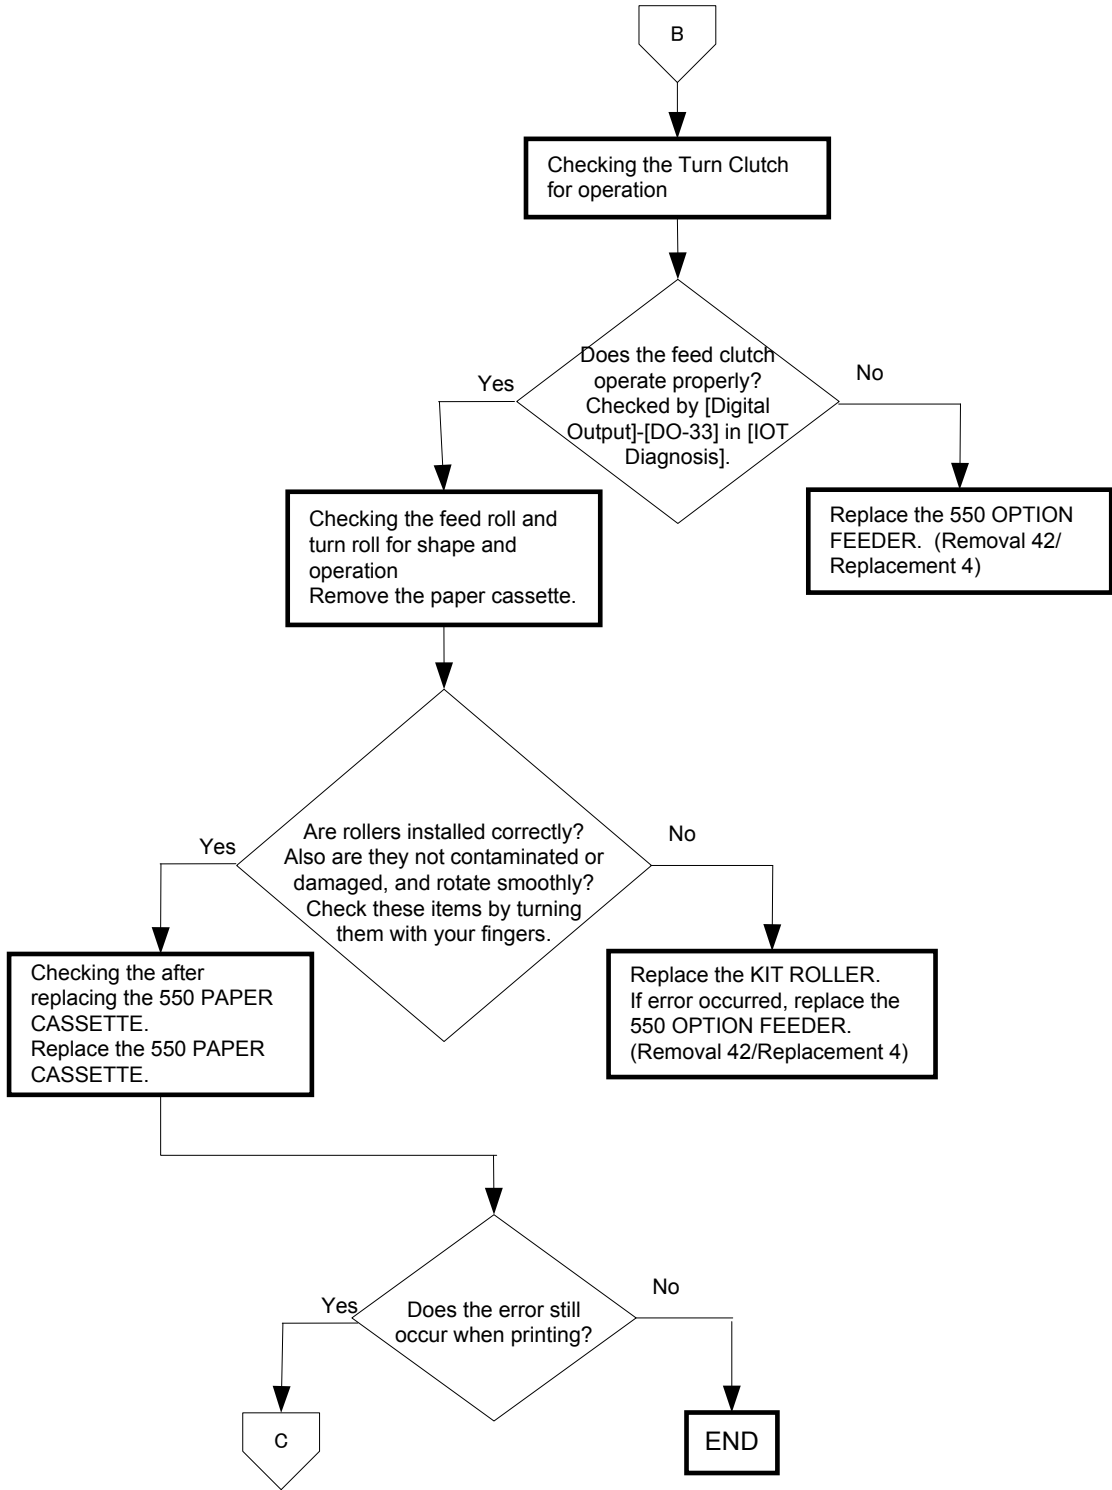 B
Checking the Turn Clutch
for operation
Does the feed clutch
operate properly?
Checked by [Digital
Output]-[DO-33] in [IOT
Diagnosis].
Yes
No
Checking the feed roll and
turn roll for shape and
operation
Remove the paper cassette.
Replace the 550 OPTION
FEEDER.  (Removal 42/
Replacement 4)
Are rollers installed correctly?
Also are they not contaminated or
damaged, and rotate smoothly?
Check these items by turning
them with your fingers.
Yes
No
Checking the after
replacing the 550 PAPER
CASSETTE.
Replace the 550 PAPER
CASSETTE.
Replace the KIT ROLLER.
If error occurred, replace the
550 OPTION FEEDER.
(Removal 42/Replacement 4)
Does the error still
occur when printing?
Yes
No
C
END